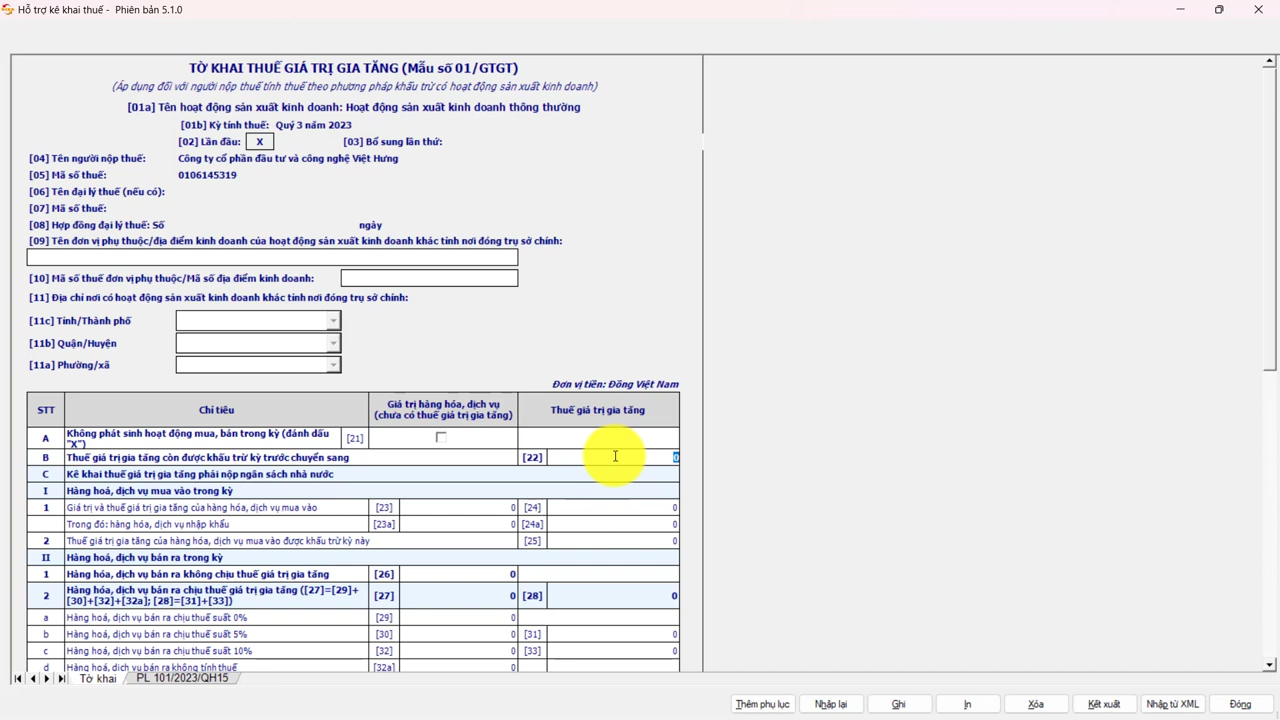 Hỗ trợ kê khai thuế - Phiên bản 5.1.0
TỜ KHAI THUẾ GIÁ TRỊ GIA TĂNG (Mẫu số 01/GTGT)
(Áp dụng đối với người nộp thuế tính thuế theo phương pháp khấu trừ có hoạt động sản xuất kinh doanh)
[01a] Tên hoạt động sản xuất kinh doanh: Hoạt động sản xuất kinh doanh thông thường
[01b] Kỳ tính thuế: Quý 3 năm 2023
[02] Lần đầu: X [03] Bổ sung lần thứ:
[04] Tên người nộp thuế: Công ty cổ phần đầu tư và công nghệ Việt Hưng
[05] Mã số thuế: 0106145319
[06] Tên đại lý thuế (nếu có):
[07] Mã số thuế:
[08] Hợp đồng đại lý thuế: Số ngày
[09] Tên đơn vị phụ thuộc/địa điểm kinh doanh của hoạt động sản xuất kinh doanh khác tỉnh nơi đóng trụ sở chính:
[10] Mã số thuế đơn vị phụ thuộc/Mã số địa điểm kinh doanh:
[11] Địa chỉ nơi có hoạt động sản xuất kinh doanh khác tỉnh nơi đóng trụ sở chính:
[11c] Tỉnh/Thành phố
[11b] Quận/Huyện
[11a] Phường/xã
Đơn vị tiền: Đồng Việt Nam
STT Chỉ tiêu Giá trị hàng hóa, dịch vụ (chưa có thuế giá trị gia tăng) Thuế giá trị gia tăng
A Không phát sinh hoạt động mua, bán trong kỳ (đánh dấu "X") [21]
B Thuế giá trị gia tăng còn được khấu trừ kỳ trước chuyển sang [22] 0
C Kê khai thuế giá trị gia tăng phải nộp ngân sách nhà nước
I Hàng hoá, dịch vụ mua vào trong kỳ
1 Giá trị và thuế giá trị gia tăng của hàng hóa, dịch vụ mua vào [23] 0 [24] 0
Trong đó: hàng hóa, dịch vụ nhập khẩu [23a] 0 [24a] 0
2 Thuế giá trị gia tăng của hàng hóa, dịch vụ mua vào được khấu trừ kỳ này [25] 0
II Hàng hoá, dịch vụ bán ra trong kỳ
1 Hàng hóa, dịch vụ bán ra không chịu thuế giá trị gia tăng [26] 0
2 Hàng hóa, dịch vụ bán ra chịu thuế giá trị gia tăng ([27]=[29]+[30]+[32]+[32a]; [28]=[31]+[33]) [27] 0 [28] 0
a Hàng hoá, dịch vụ bán ra chịu thuế suất 0% [29] 0
b Hàng hoá, dịch vụ bán ra chịu thuế suất 5% [30] 0 [31] 0
c Hàng hoá, dịch vụ bán ra chịu thuế suất 10% [32] 0 [33] 0
d Hàng hoá, dịch vụ bán ra không tính thuế [32a] 0
Tờ khai PL 101/2023/QH15
Thêm phụ lục Nhập lại Ghi In Xóa Kết xuất Nhập từ XML Đóng